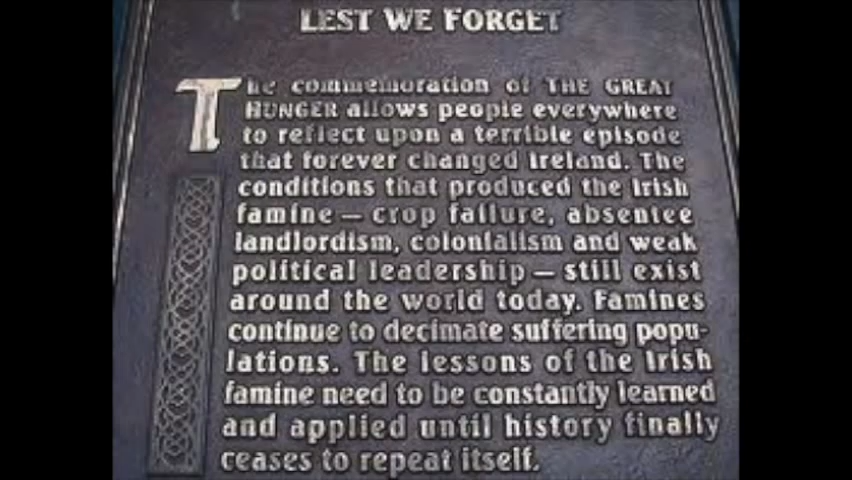 LEST WE FORGET
The commemoration of THE GREAT
HUNGER allows people everywhere
to reflect upon a terrible episode
that forever changed Ireland. The
conditions that produced the Irish
famine — crop failure, absentee
landlordism, colonialism and weak
political leadership — still exist
around the world today. Famines
continue to decimate suffering popu-
lations. The lessons of the Irish
famine need to be constantly learned
and applied until history finally
ceases to repeat itself.